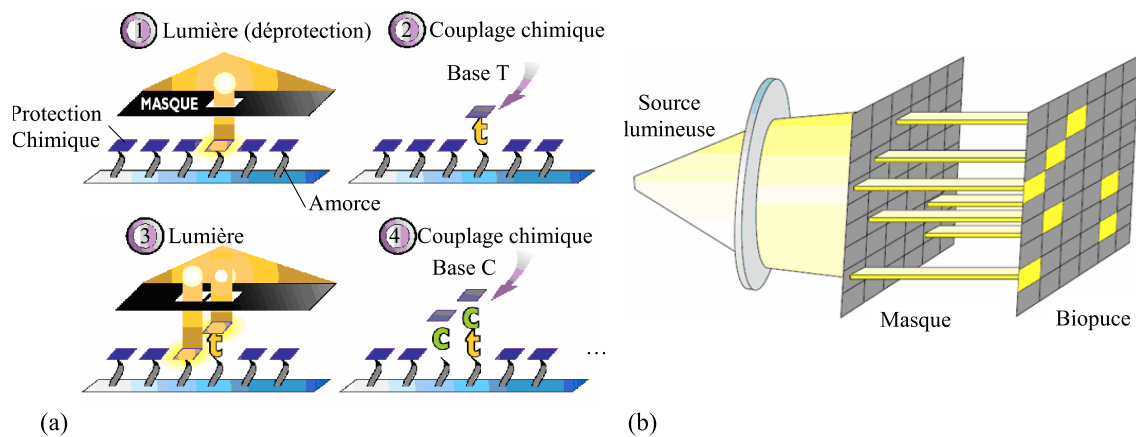 1 Lumière (déprotection)
2 Couplage chimique
Base T
MASQUE
Protection
Chimique
t
Amorce
3 Lumière
4 Couplage chimique
Base C
t
c
c
t
...
(a)
Source
lumineuse
Masque
Biopuce
(b)